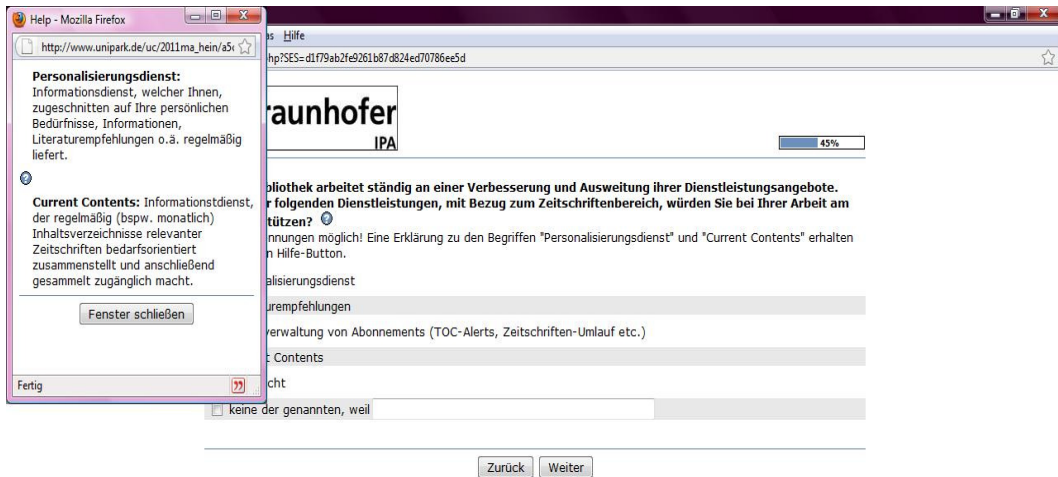 Help - Mozilla Firefox
http://www.unipark.de/uc/2011ma_hein/a5
Personalisierungsdienst:
Informationsdienst, welcher Ihnen,
zugeschnitten auf Ihre persönlichen
Bedürfnisse, Informationen,
Literaturempfehlungen o.ä. regelmäßig
liefert.
Current Contents: Informationstdienst,
der regelmäßig (bspw. monatlich)
Inhaltsverzeichnisse relevanter
Zeitschriften bedarfsorientiert
zusammenstellt und anschließend
gesammelt zugänglich macht.
Fenster schließen
Fertig
Hilfe
hp?SES=d1f79ab2fe9261b87d824ed70786ee5d
raunhofer
IPA
45%
bliothek arbeitet ständig an einer Verbesserung und Ausweitung ihrer Dienstleistungsangebote.
r folgenden Dienstleistungen, mit Bezug zum Zeitschriftenbereich, würden Sie bei Ihrer Arbeit am
tützen?
nnungen möglich! Eine Erklärung zu den Begriffen "Personalisierungsdienst" und "Current Contents" erhalten
n Hilfe-Button.
alisierungsdienst
urempfehlungen
verwaltung von Abonnements (TOC-Alerts, Zeitschriften-Umlauf etc.)
t Contents
cht
keine der genannten, weil
Zurück Weiter